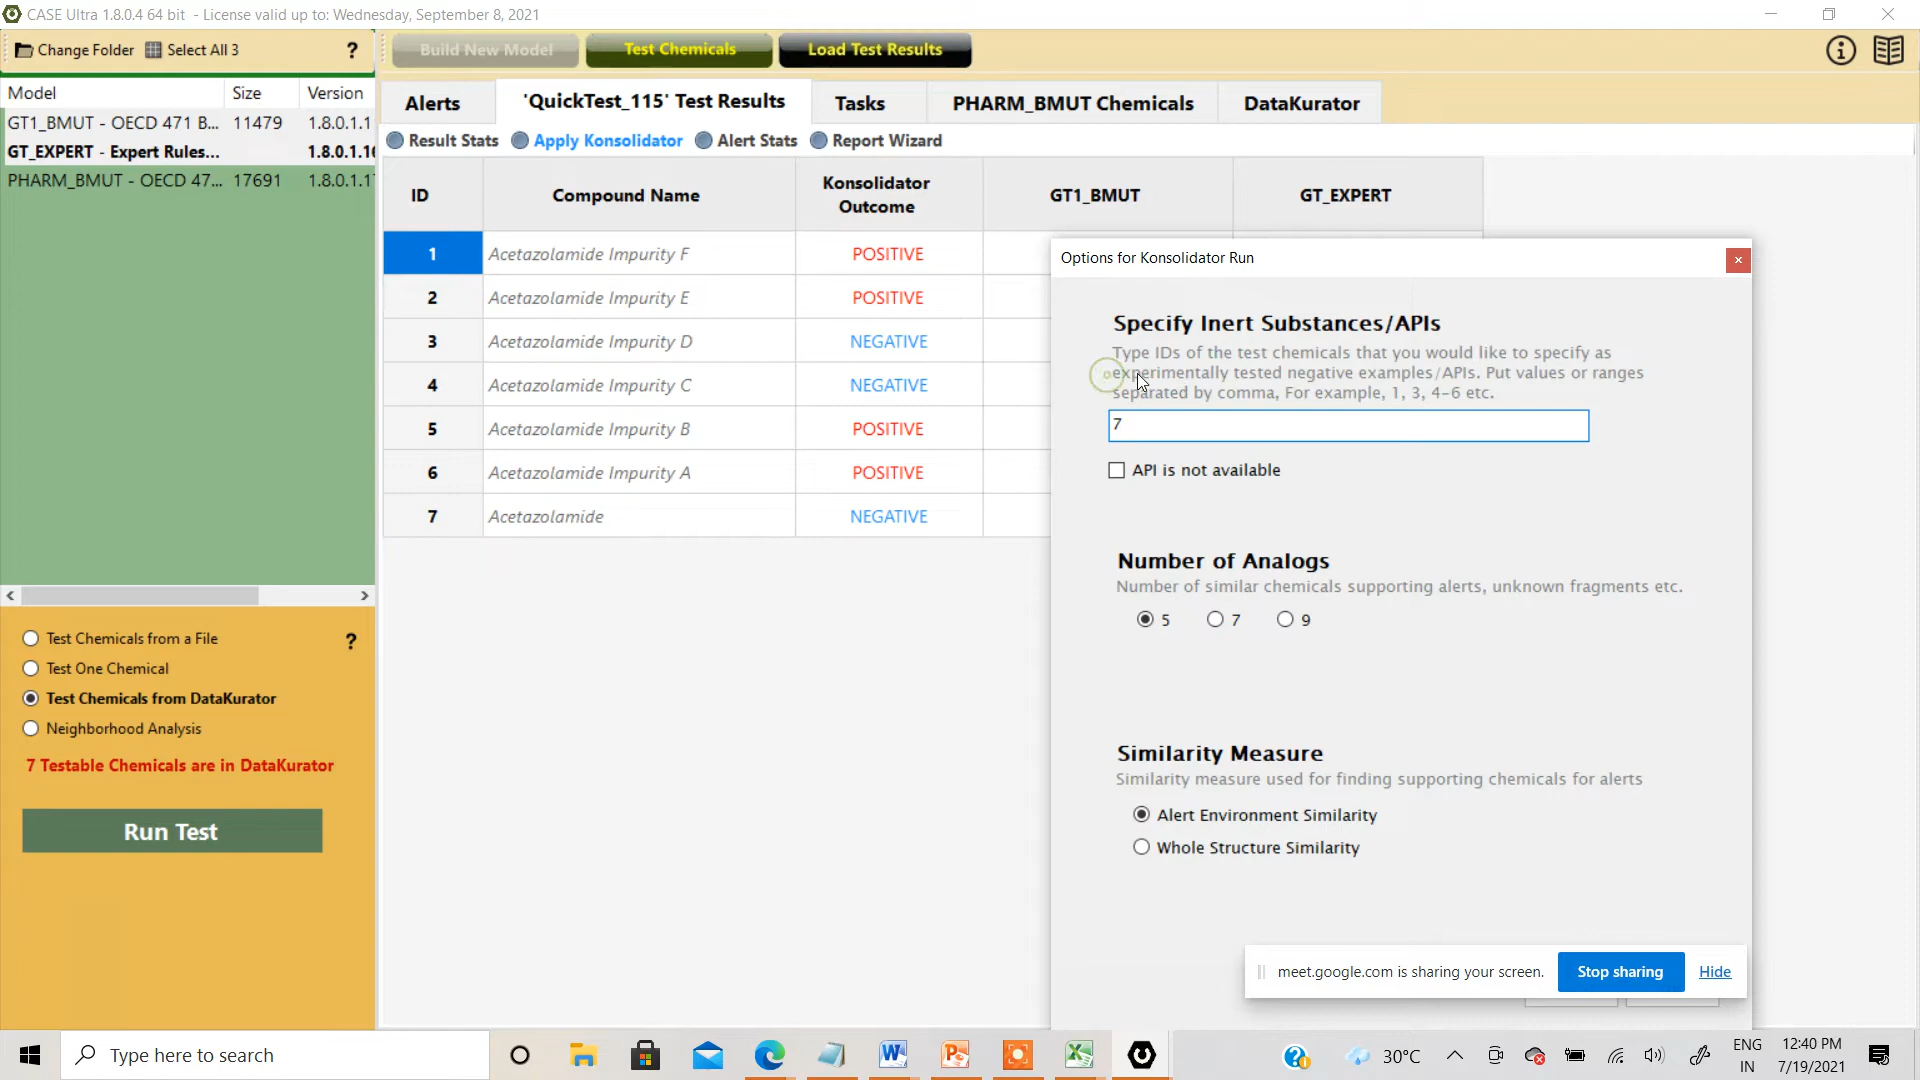 CASE Ultra 1.8.0.4 64 bit - License valid up to: Wednesday, September 8, 2021
Change Folder Select All 3 ?
Build New Model Test Chemicals Load Test Results
Model Size Version
GT1_BMUT - OECD 471 B... 11479 1.8.0.1.1
GT_EXPERT - Expert Rules... 1.8.0.1.16
PHARM_BMUT - OECD 47... 17691 1.8.0.1.1
Alerts 'QuickTest_115' Test Results Tasks PHARM_BMUT Chemicals DataKurator
Result Stats Apply Konsolidator Alert Stats Report Wizard
ID Compound Name Konsolidator Outcome GT1_BMUT GT_EXPERT
1 Acetazolamide Impurity F POSITIVE
2 Acetazolamide Impurity E POSITIVE
3 Acetazolamide Impurity D NEGATIVE
4 Acetazolamide Impurity C NEGATIVE
5 Acetazolamide Impurity B POSITIVE
6 Acetazolamide Impurity A POSITIVE
7 Acetazolamide NEGATIVE
Options for Konsolidator Run
Specify Inert Substances/APIs
Type IDs of the test chemicals that you would like to specify as
experimentally tested negative examples/APIs. Put values or ranges
separated by comma, For example, 1, 3, 4-6 etc.
7
API is not available
Number of Analogs
Number of similar chemicals supporting alerts, unknown fragments etc.
5 7 9
Similarity Measure
Similarity measure used for finding supporting chemicals for alerts
Alert Environment Similarity
Whole Structure Similarity
meet.google.com is sharing your screen. Stop sharing Hide
Test Chemicals from a File ?
Test One Chemical
Test Chemicals from DataKurator
Neighborhood Analysis
7 Testable Chemicals are in DataKurator
Run Test
Type here to search
30°C
ENG
IN
12:40 PM
7/19/2021